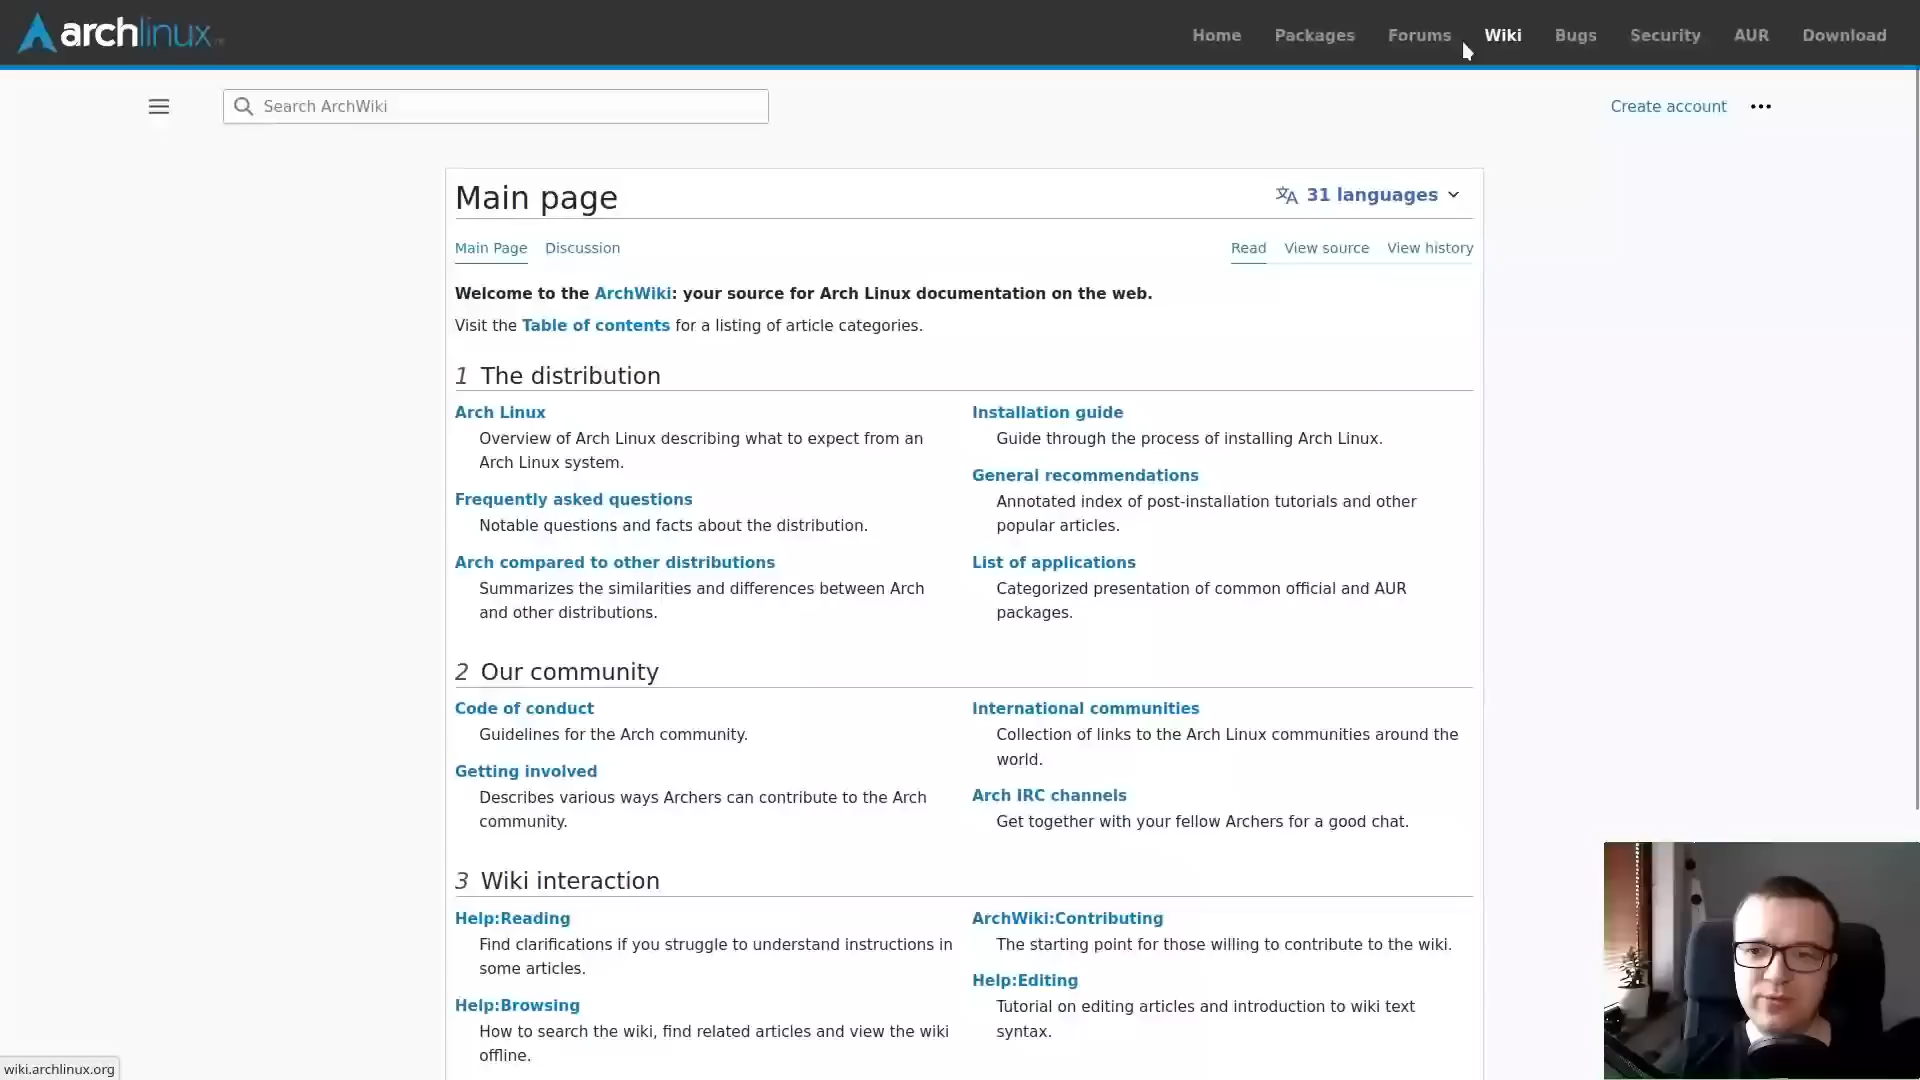 archlinux
Home Packages Forums Wiki Bugs Security AUR Download
Search ArchWiki
Create account
Main page
31 languages
Main Page Discussion
Read View source View history
Welcome to the ArchWiki: your source for Arch Linux documentation on the web.
Visit the Table of contents for a listing of article categories.
1 The distribution
Arch Linux
Overview of Arch Linux describing what to expect from an
Arch Linux system.
Frequently asked questions
Notable questions and facts about the distribution.
Arch compared to other distributions
Summarizes the similarities and differences between Arch
and other distributions.
Installation guide
Guide through the process of installing Arch Linux.
General recommendations
Annotated index of post-installation tutorials and other
popular articles.
List of applications
Categorized presentation of common official and AUR
packages.
2 Our community
Code of conduct
Guidelines for the Arch community.
Getting involved
Describes various ways Archers can contribute to the Arch
community.
International communities
Collection of links to the Arch Linux communities around the
world.
Arch IRC channels
Get together with your fellow Archers for a good chat.
3 Wiki interaction
Help:Reading
Find clarifications if you struggle to understand instructions in
some articles.
Help:Browsing
How to search the wiki, find related articles and view the wiki
offline.
ArchWiki:Contributing
The starting point for those willing to contribute to the wiki.
Help:Editing
Tutorial on editing articles and introduction to wiki text
syntax.
wiki.archlinux.org